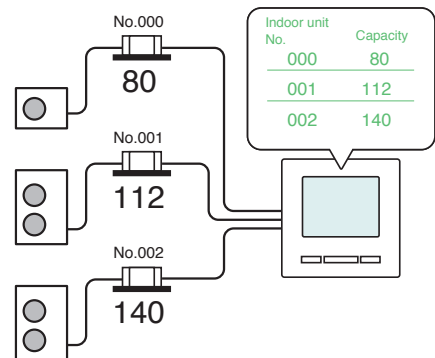 No.000
80
No.001
112
No.002
140
Indoor unit
No. Capacity
000 80
001 112
002 140